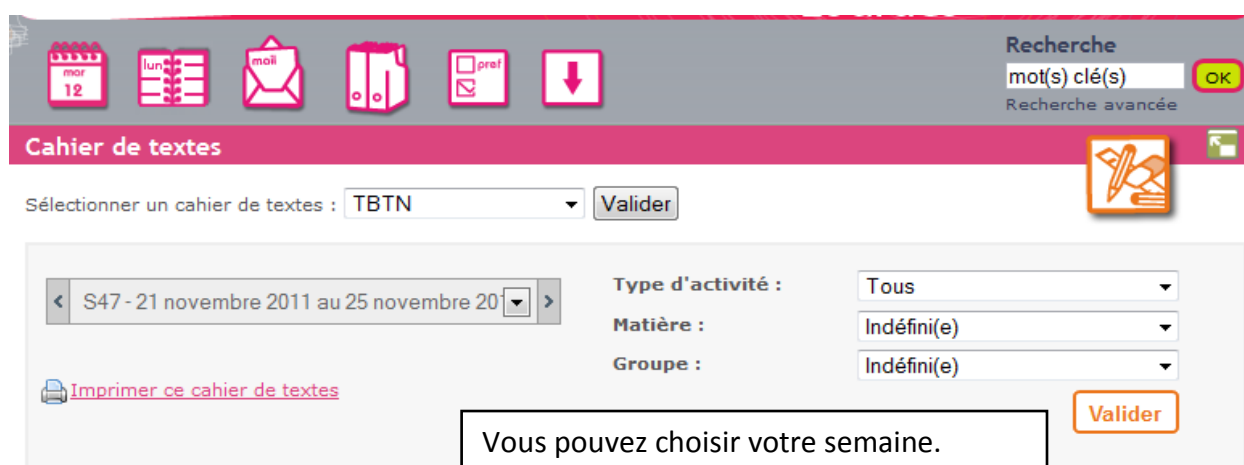 mar
12
lun
mail
pref
Recherche
mot(s) clé(s)
OK
Recherche avancée
Cahier de textes
Sélectionner un cahier de textes : TBTN Valider
S47 - 21 novembre 2011 au 25 novembre 20
Type d'activité : Tous
Matière : Indéfini(e)
Groupe : Indéfini(e)
Imprimer ce cahier de textes
Valider
Vous pouvez choisir votre semaine.